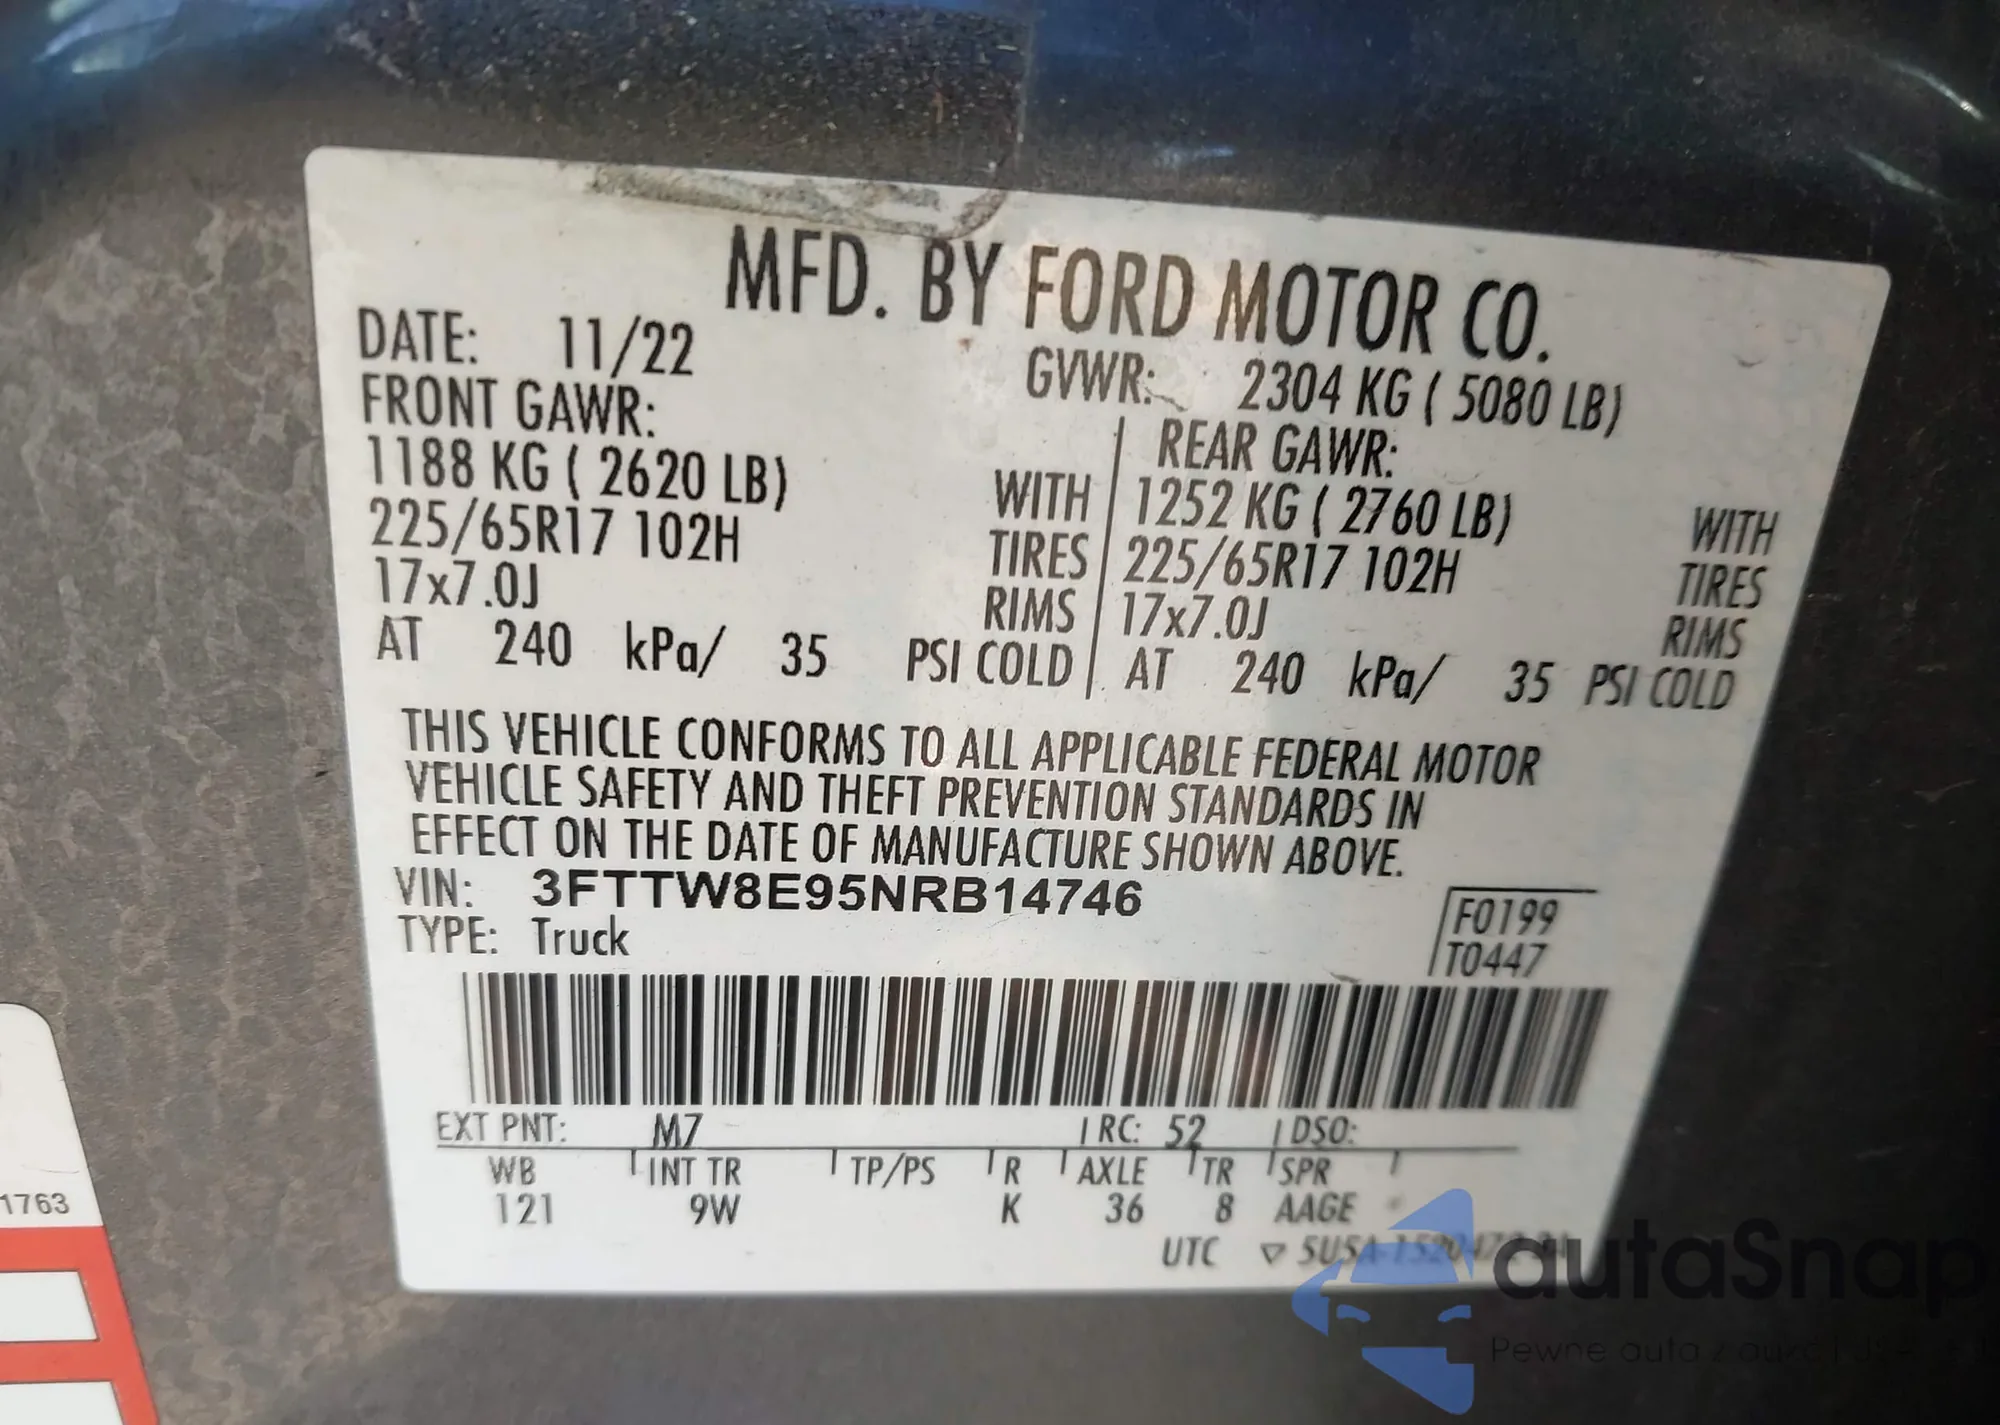 MFD. BY FORD MOTOR CO.
DATE: 11/22 GVWR: 2304 KG ( 5080 LB)
FRONT GAWR: REAR GAWR:
1188 KG ( 2620 LB) WITH 1252 KG ( 2760 LB) WITH
225/65R17 102H TIRES 225/65R17 102H TIRES
17x7.0J RIMS 17x7.0J RIMS
AT 240 kPa/ 35 PSI COLD AT 240 kPa/ 35 PSI COLD
THIS VEHICLE CONFORMS TO ALL APPLICABLE FEDERAL MOTOR
VEHICLE SAFETY AND THEFT PREVENTION STANDARDS IN
EFFECT ON THE DATE OF MANUFACTURE SHOWN ABOVE.
VIN: 3FTTW8E95NRB14746
TYPE: Truck
F0199
T0447
EXT PNT: M7 RC: 52 DSO:
WB INT TR TP/PS R AXLE TR SPR
121 9W K 36 8 AAGE
UTC
1763
autaSnap
Pewne auta z